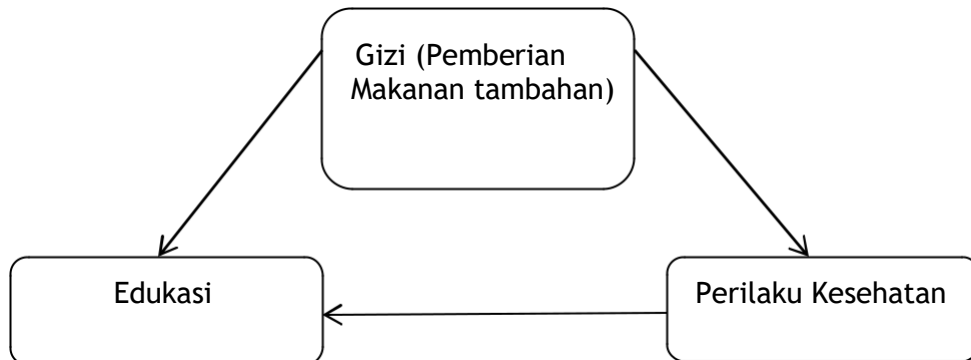 Gizi (Pemberian
Makanan tambahan)
Edukasi
Perilaku Kesehatan